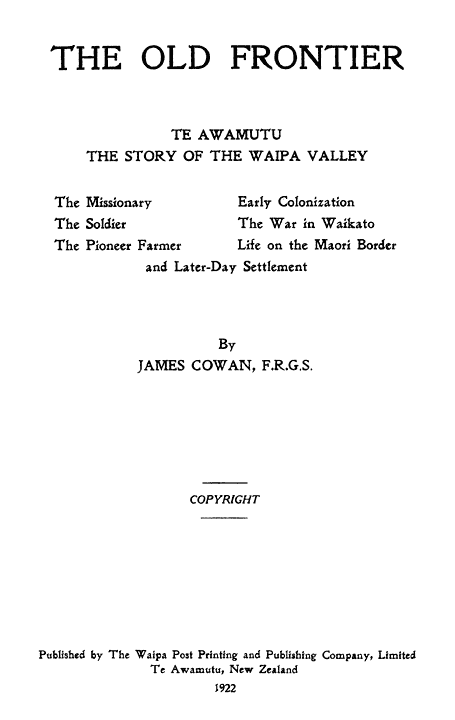 THE OLD FRONTIER
TE AWAMUTU
THE STORY OF THE WAIPA VALLEY
The Missionary
The Soldier
The Pioneer Farmer
Early Colonization
The War in Waikato
Life on the Maori Border
and Later-Day Settlement
By
JAMES COWAN, F.R.G.S.
COPYRIGHT
Published by The Waipa Post Printing and Publishing Company, Limited
Te Awamutu, New Zealand
1922